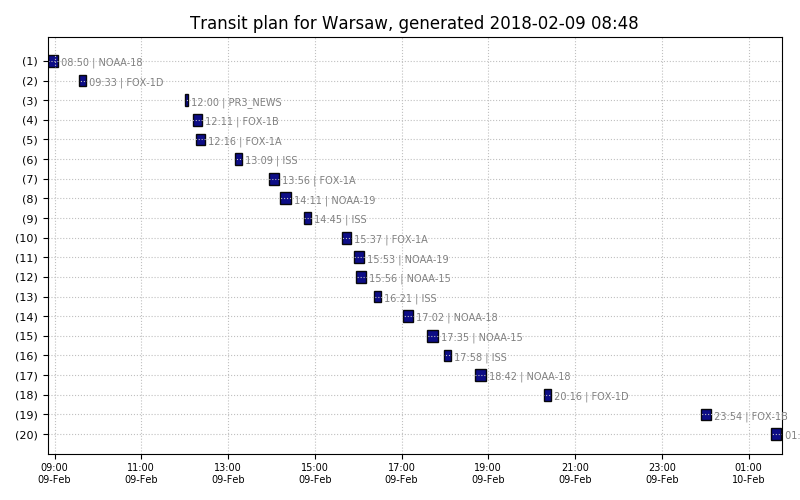 Transit plan for Warsaw, generated 2018-02-09 08:48
(1) 08:50 | NOAA-18
(2) 09:33 | FOX-1D
(3) 12:00 | PR3_NEWS
(4) 12:11 | FOX-1B
(5) 12:16 | FOX-1A
(6) 13:09 | ISS
(7) 13:56 | FOX-1A
(8) 14:11 | NOAA-19
(9) 14:45 | ISS
(10) 15:37 | FOX-1A
(11) 15:53 | NOAA-19
(12) 15:56 | NOAA-15
(13) 16:21 | ISS
(14) 17:02 | NOAA-18
(15) 17:35 | NOAA-15
(16) 17:58 | ISS
(17) 18:42 | NOAA-18
(18) 20:16 | FOX-1D
(19) 23:54 | FOX-1B
(20) 01:
09:00 11:00 13:00 15:00 17:00 19:00 21:00 23:00 01:00
09-Feb 09-Feb 09-Feb 09-Feb 09-Feb 09-Feb 09-Feb 09-Feb 10-Feb